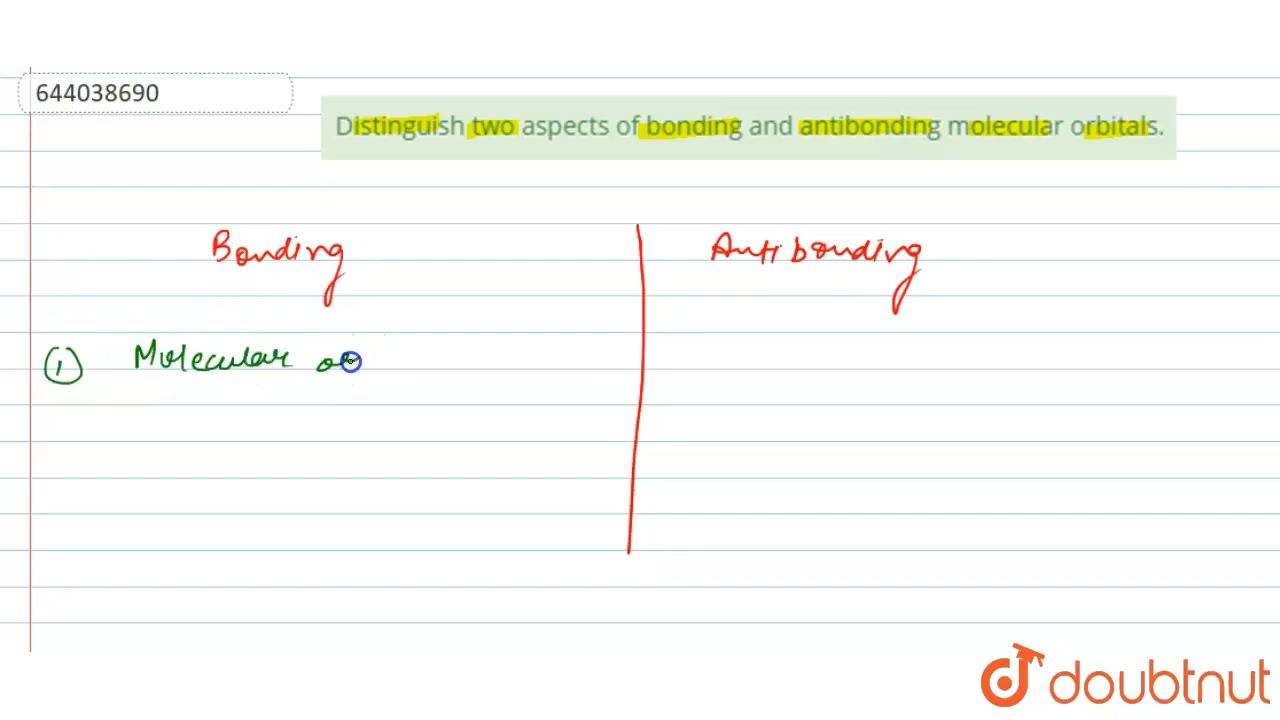 644038690
Distinguish two aspects of bonding and antibonding molecular orbitals.
Bonding
Antibonding
1 Molecular
doubtnut